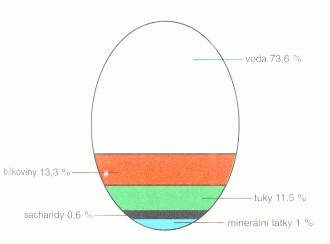 voda 73,6 %
bílkoviny 13,3 %
tuky 11,5 %
sacharidy 0,6 %
minerální látky 1 %